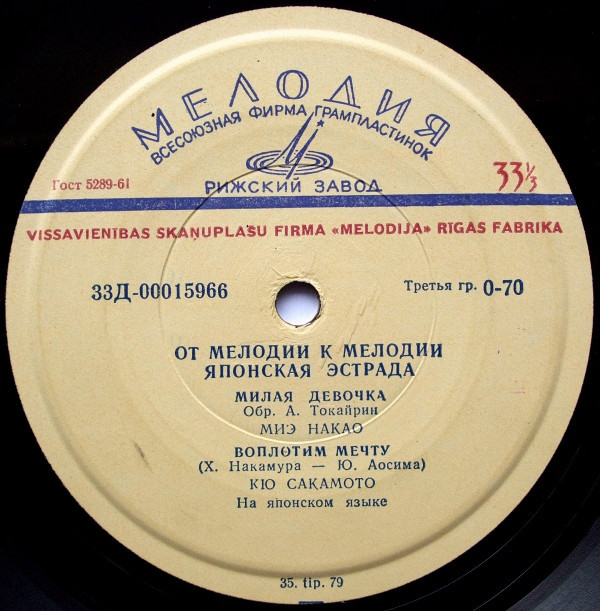 МЕЛОДИЯ
ВСЕСОЮЗНАЯ ФИРМА ГРАМПЛАСТИНОК
РИЖСКИЙ ЗАВОД
Гост 5289-61
33⅓
VISSAVIENĪBAS SKAŅUPLAŠU FIRMA «MELODIJA» RĪGAS FABRIKA
33Д-00015966
Третья гр. 0-70
ОТ МЕЛОДИИ К МЕЛОДИИ
ЯПОНСКАЯ ЭСТРАДА
МИЛАЯ ДЕВОЧКА
Обр. А. Токайрин
МИЭ НАКАО
ВОПЛОТИМ МЕЧТУ
(Х. Накамура — Ю. Аосима)
КЮ САКАМОТО
На японском языке
35. tip. 79